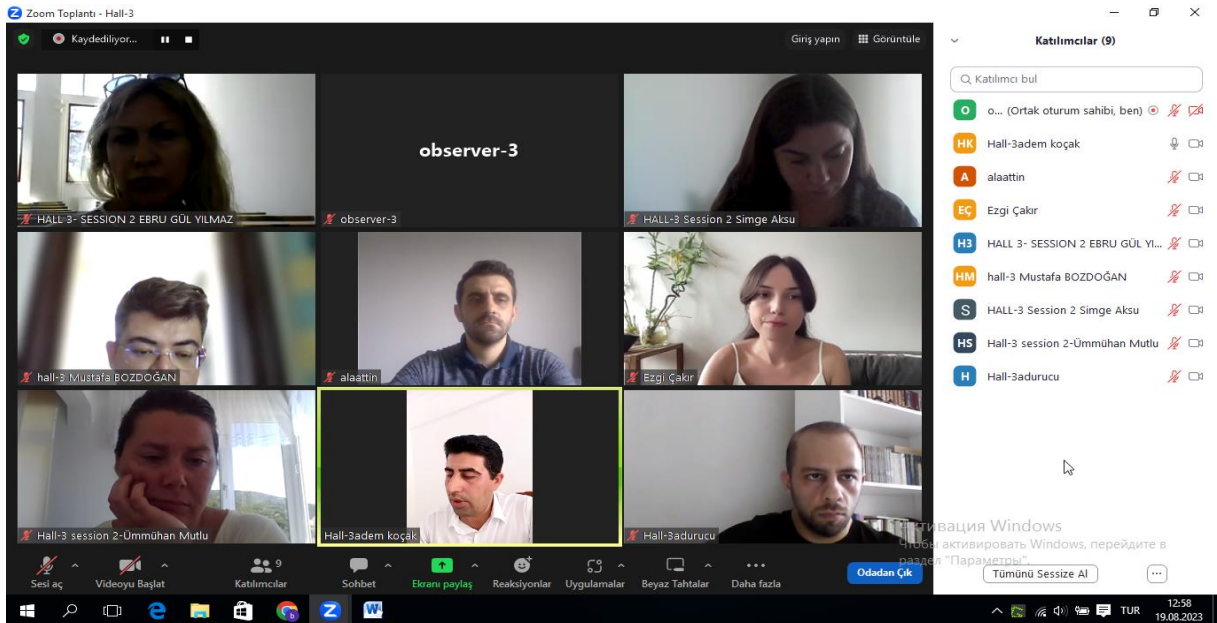 Zoom Toplantı - Hall-3
Kaydediliyor...
Giriş yapın
Görüntüle
HALL 3- SESSION 2 EBRU GÜL YILMAZ
observer-3
observer-3
HALL-3 Session 2 Simge Aksu
hall-3 Mustafa BOZDOĞAN
alaattin
Ezgi Çakır
Hall-3 session 2-Ümmühan Mutlu
Hall-3adem koçak
Hall-3adurucu
Sesi aç
Videoyu Başlat
9
Katılımcılar
Sohbet
Ekranı paylaş
Reaksiyonlar
Uygulamalar
Beyaz Tahtalar
Daha fazla
Odadan Çık
Katılımcılar (9)
Katılımcı bul
O o... (Ortak oturum sahibi, ben)
HK Hall-3adem koçak
A alaattin
EÇ Ezgi Çakır
H3 HALL 3- SESSION 2 EBRU GÜL YI...
HM hall-3 Mustafa BOZDOĞAN
S HALL-3 Session 2 Simge Aksu
HS Hall-3 session 2-Ümmühan Mutlu
H Hall-3adurucu
Активация Windows
Чтобы активировать Windows, перейдите в
раздел "Параметры".
Tümünü Sessize Al
TUR
12:58
19.08.2023